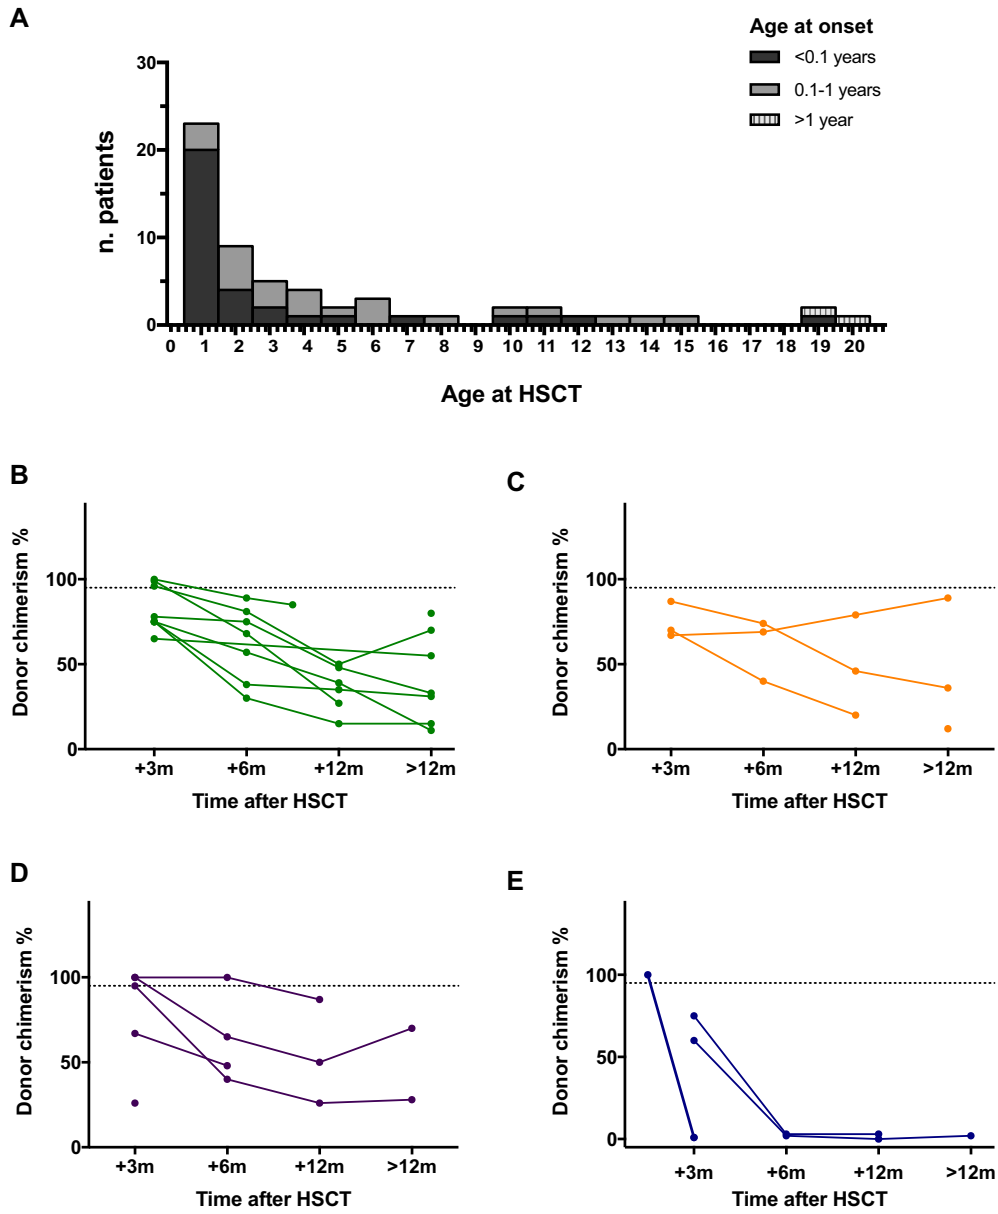 A
Age at onset
<0.1 years
0.1-1 years
>1 year
n. patients
30
20
10
0
0 1 2 3 4 5 6 7 8 9 10 11 12 13 14 15 16 17 18 19 20
Age at HSCT
B
Donor chimerism %
100
50
0
+3m +6m +12m >12m
Time after HSCT
C
Donor chimerism %
100
50
0
+3m +6m +12m >12m
Time after HSCT
D
Donor chimerism %
100
50
0
+3m +6m +12m >12m
Time after HSCT
E
Donor chimerism %
100
50
0
+3m +6m +12m >12m
Time after HSCT